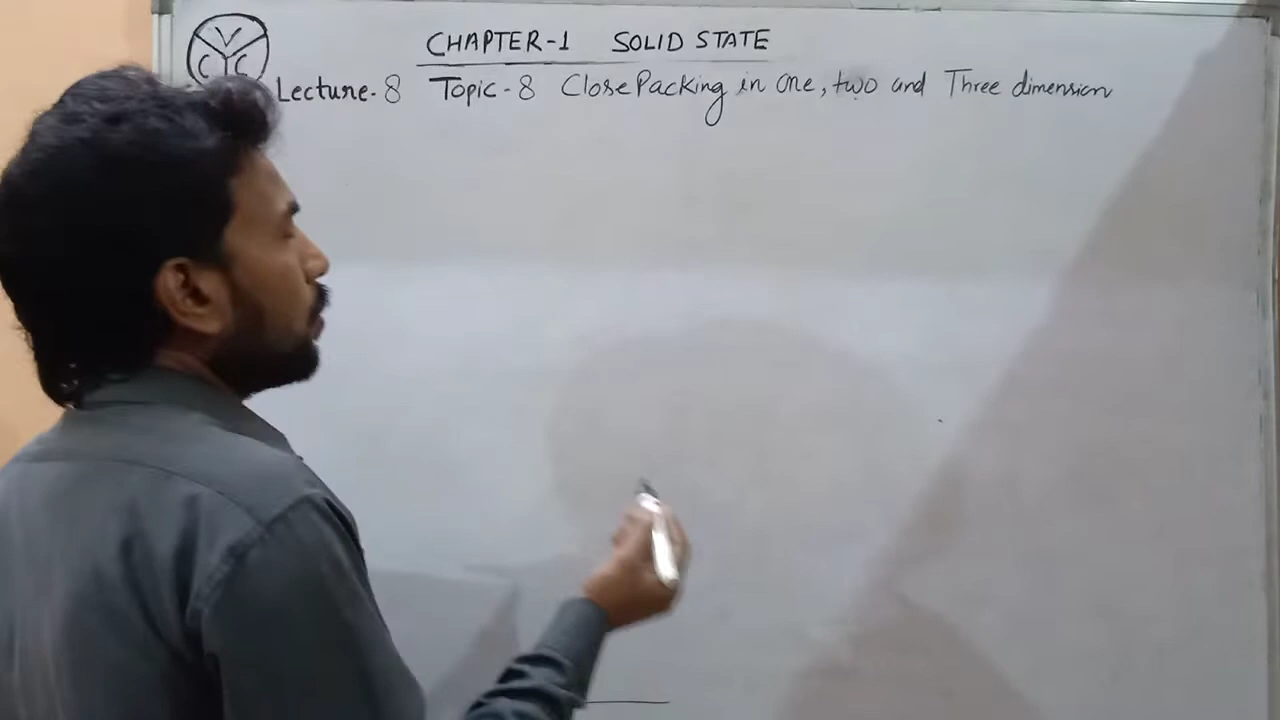 V
C C
CHAPTER-1 SOLID STATE
Lecture-8 Topic-8 Close Packing in One, two and Three dimension